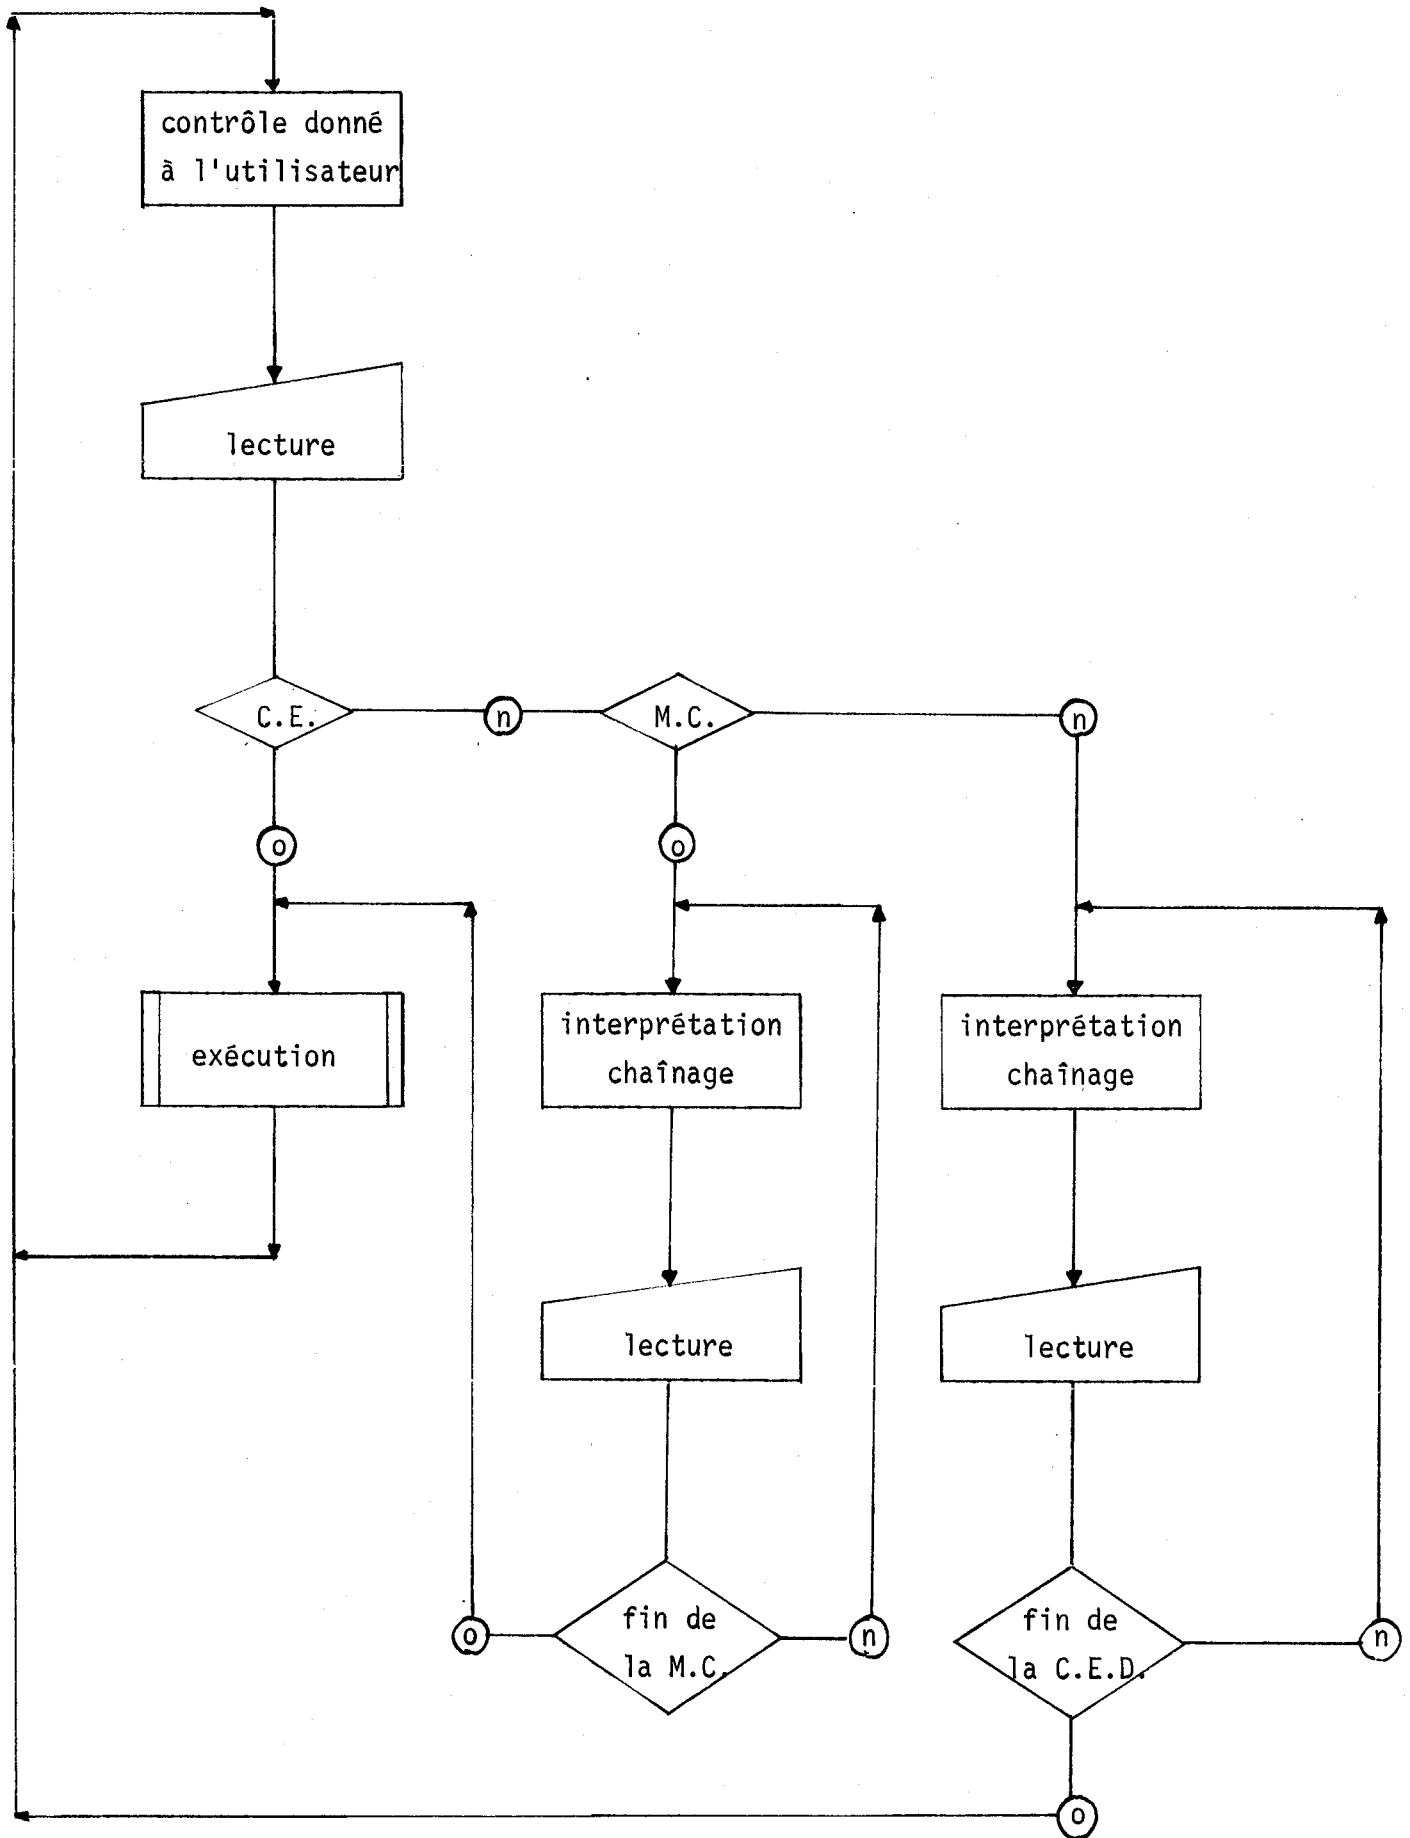 contrôle donné
à l'utilisateur
lecture
C.E.
n
M.C.
n
o
o
exécution
interprétation
chaînage
interprétation
chaînage
lecture
lecture
o
fin de
la M.C.
n
fin de
la C.E.D.
n
o